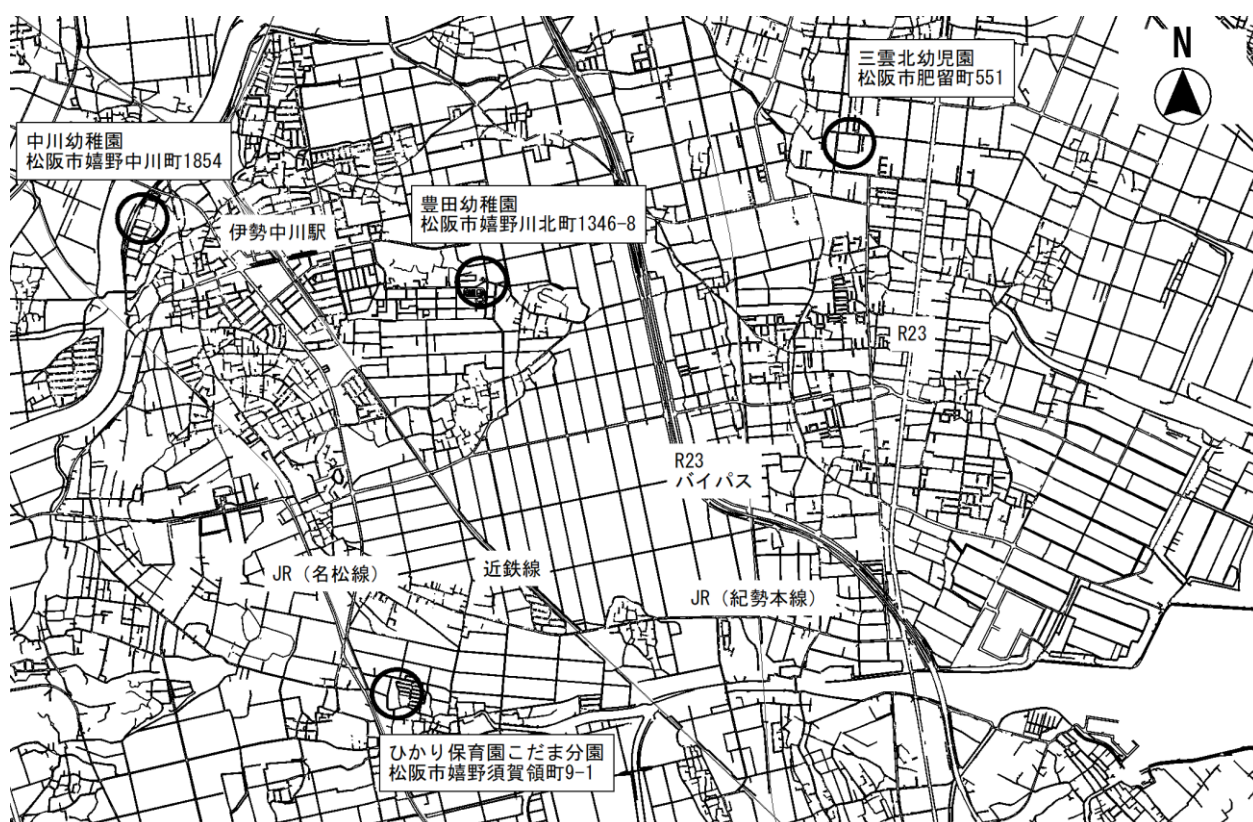 N
三雲北幼児園
松阪市肥留町551
中川幼稚園
松阪市嬉野中川町1854
豊田幼稚園
松阪市嬉野川北町1346-8
伊勢中川駅
R23
R23
バイパス
JR（名松線）
近鉄線
JR（紀勢本線）
ひかり保育園こだま分園
松阪市嬉野須賀領町9-1